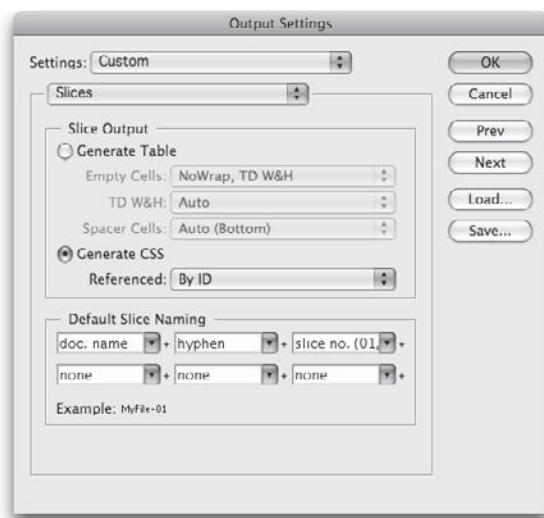 Output Settings
Settings: Custom
OK
Slices
Cancel
Slice Output
Prev
Generate Table
Next
Empty Cells: NoWrap, TD W&H
TD W&H: Auto
Load...
Spacer Cells: Auto (Bottom)
Save...
Generate CSS
Referenced: By ID
Default Slice Naming
doc. name + hyphen + slice no. (01, +
none + none + none +
Example: MyFile-01